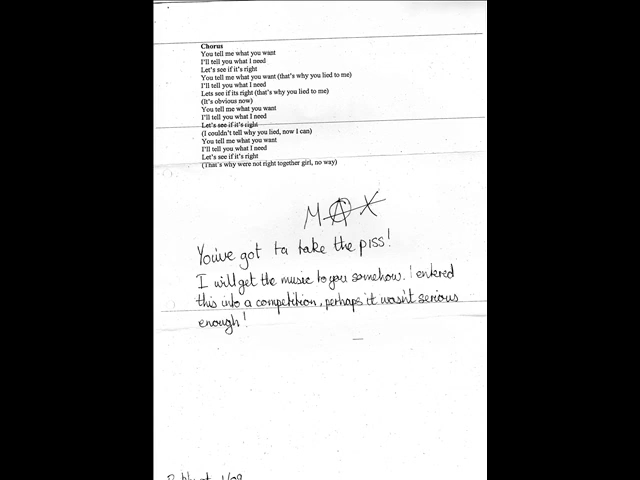 Chorus
You tell me what you want
I'll tell you what I need
Let's see if it's right
You tell me what you want (that's why you lied to me)
I'll tell you what I need
Lets see if its right (that's why you lied to me)
(It's obvious now)
You tell me what you want
I'll tell you what I need
Let's see if it's right
(I couldn't tell why you lied, now I can)
You tell me what you want
I'll tell you what I need
Let's see if it's right
(That's why were not right together girl, no way)
MAX
You've got ta take the piss!
I will get the music to you somehow. I entered
this into a competition, perhaps it wasn't serious
enough!